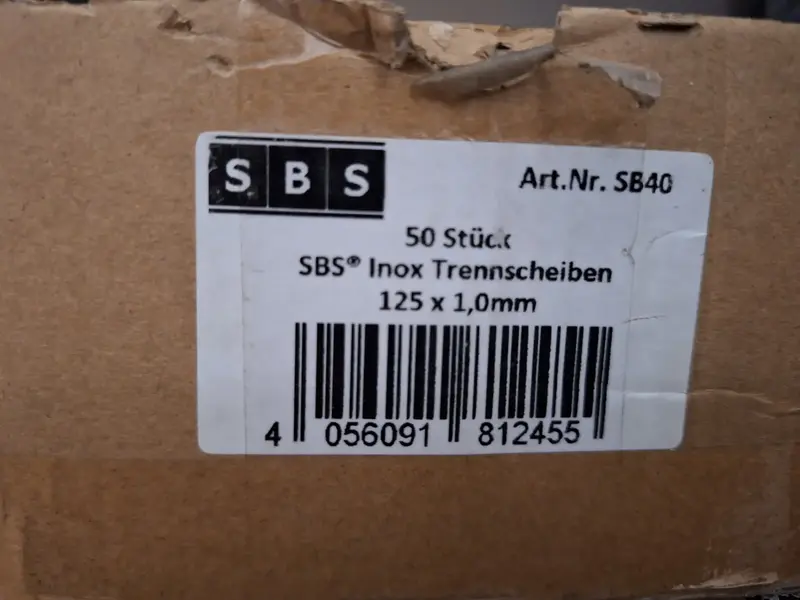 SBS
Art.Nr. SB40
50 Stück
SBS® Inox Trennscheiben
125 x 1,0mm
4 056091 812455